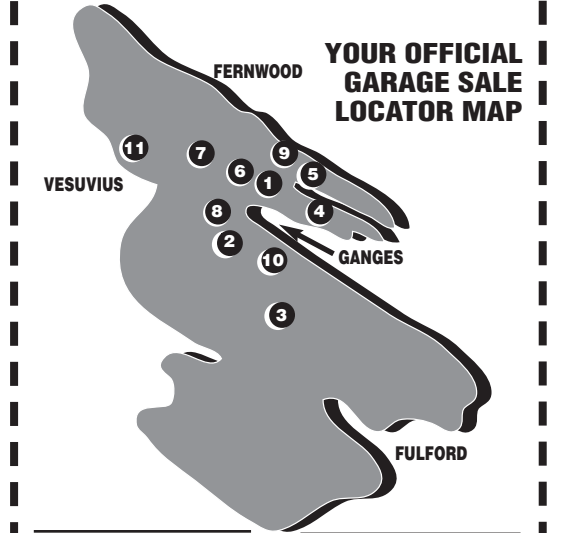 YOUR OFFICIAL
GARAGE SALE
LOCATOR MAP
FERNWOOD
11
7
9
6
5
1
VESUVIUS
8
4
2
GANGES
10
3
FULFORD